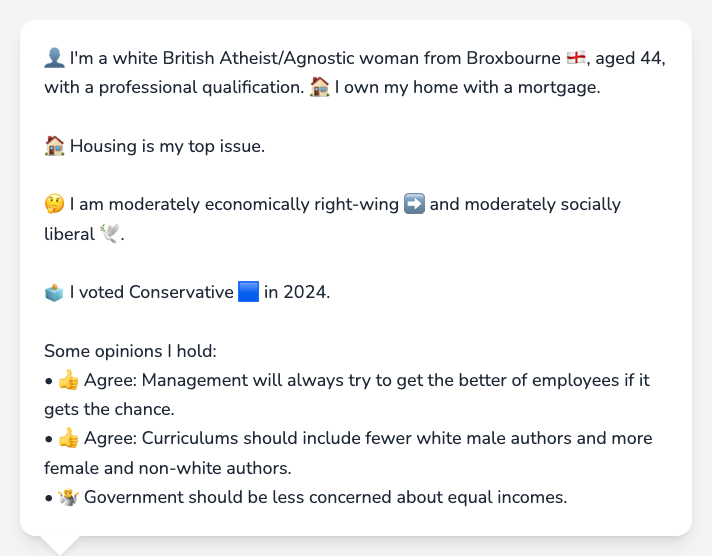 👤 I'm a white British Atheist/Agnostic woman from Broxbourne 🏴󠁧󠁢󠁥󠁮󠁧󠁿, aged 44,
with a professional qualification. 🏠 I own my home with a mortgage.
🏠 Housing is my top issue.
🤔 I am moderately economically right-wing ➡️ and moderately socially
liberal 🕊️.
🗳️ I voted Conservative 🟦 in 2024.
Some opinions I hold:
• 👍 Agree: Management will always try to get the better of employees if it
gets the chance.
• 👍 Agree: Curriculums should include fewer white male authors and more
female and non-white authors.
• 🤷 Government should be less concerned about equal incomes.